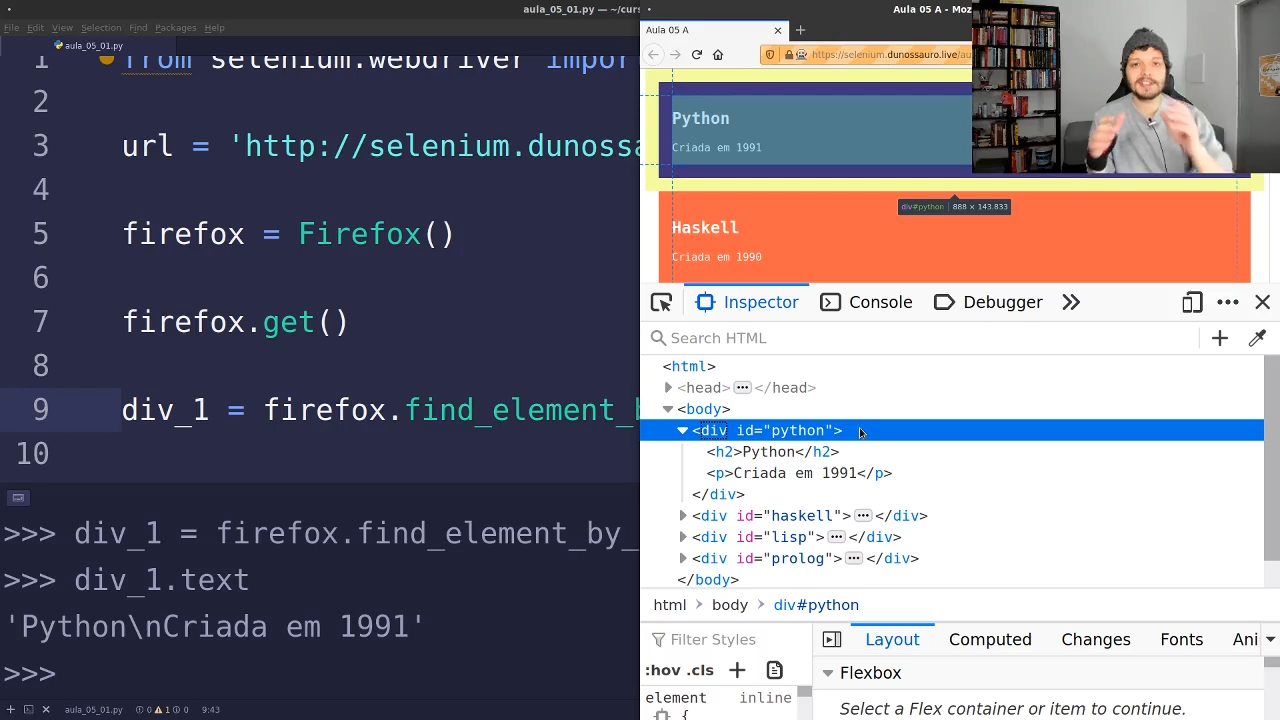 aula_05_01.py — ~/curs
File Edit View Selection Find Packages Help
aula_05_01.py
1 from selenium.webdriver impor
2
3 url = 'http://selenium.dunossa
4
5 firefox = Firefox()
6
7 firefox.get()
8
9 div_1 = firefox.find_element_b
10
>>> div_1 = firefox.find_element_by_
>>> div_1.text
'Python\nCriada em 1991'
>>>
aula_05_01.py 0 1 0 9:43
Aula 05 A - Moz
Aula 05 A
https://selenium.dunossauro.live/au
Python
Criada em 1991
div#python 888 × 143.833
Haskell
Criada em 1990
Inspector Console Debugger
Search HTML
<html>
<head> ••• </head>
<body>
<div id="python">
<h2>Python</h2>
<p>Criada em 1991</p>
</div>
<div id="haskell"> ••• </div>
<div id="lisp"> ••• </div>
<div id="prolog"> ••• </div>
</body>
html > body > div#python
Filter Styles
Layout Computed Changes Fonts Ani
:hov .cls +
Flexbox
element inline
{
Select a Flex container or item to continue.